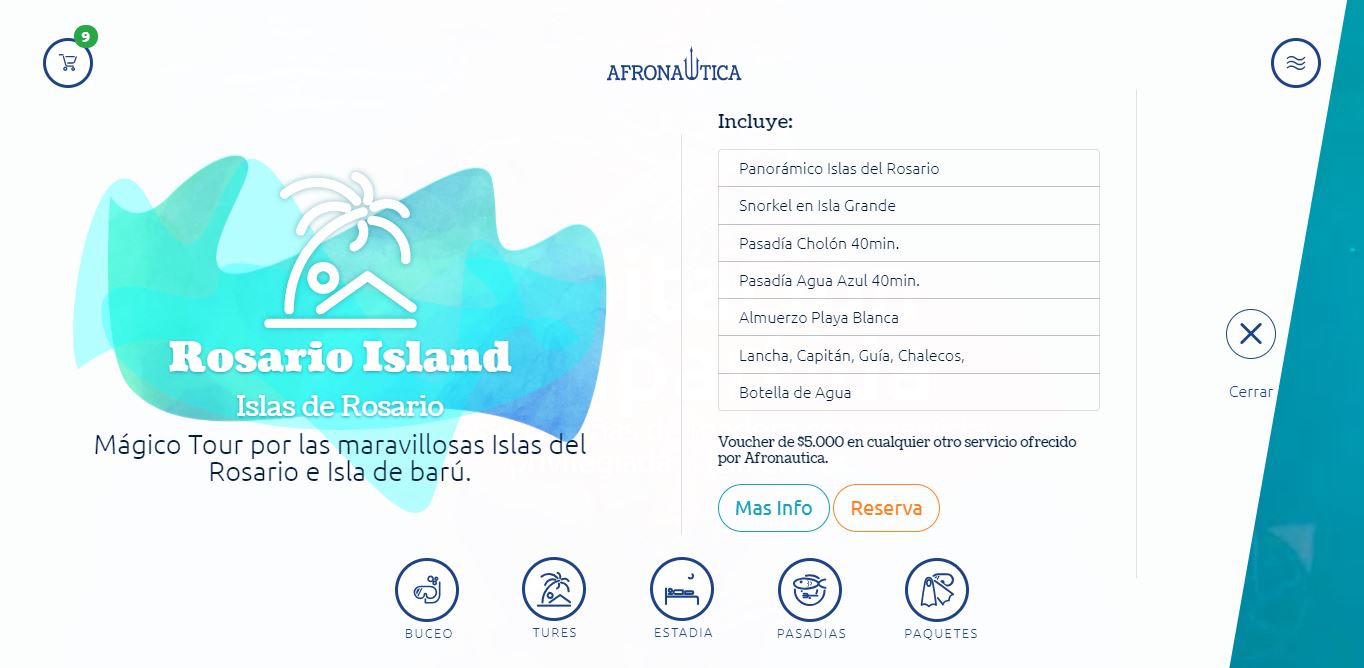 9
AFRONAUTICA
Rosario Island
Islas de Rosario
Mágico Tour por las maravillosas Islas del
Rosario e Isla de barú.
Incluye:
Panorámico Islas del Rosario
Snorkel en Isla Grande
Pasadía Cholón 40min.
Pasadía Agua Azul 40min.
Almuerzo Playa Blanca
Lancha, Capitán, Guía, Chalecos,
Botella de Agua
Voucher de $5.000 en cualquier otro servicio ofrecido
por Afronautica.
Mas Info
Reserva
Cerrar
BUCEO
TURES
ESTADIA
PASADIAS
PAQUETES